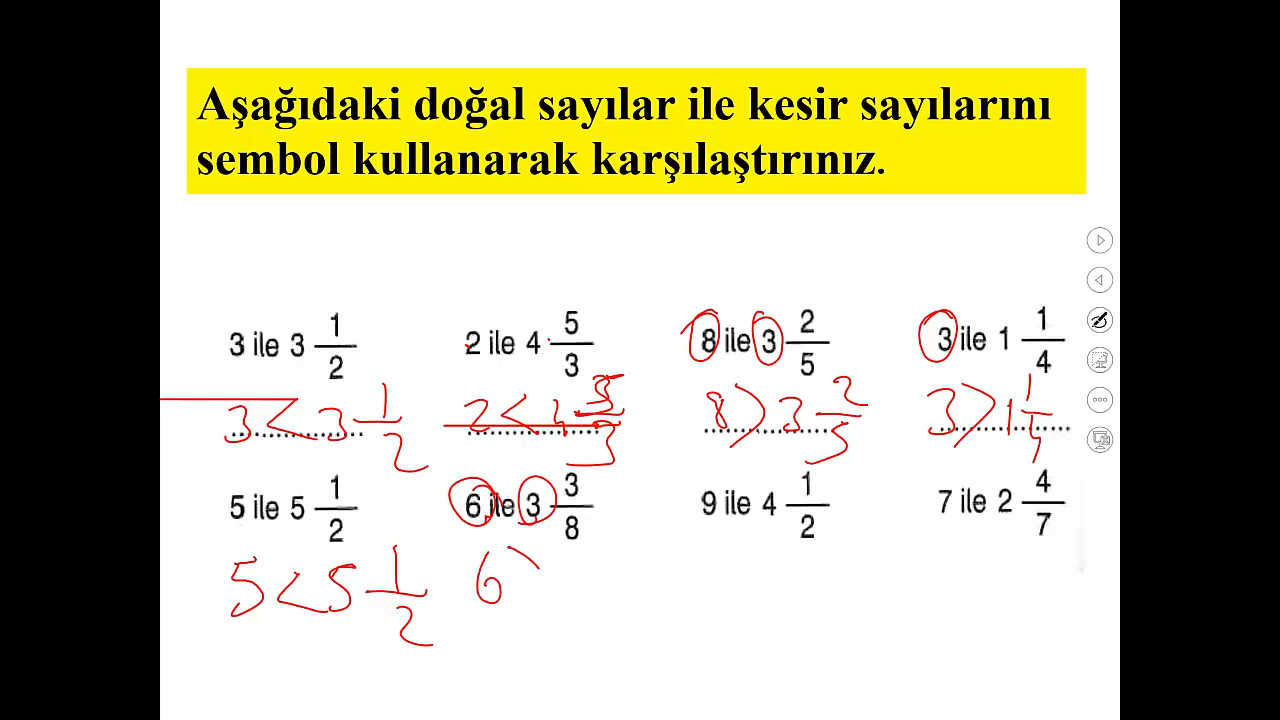 Aşağıdaki doğal sayılar ile kesir sayılarını
sembol kullanarak karşılaştırınız.
3 ile 3 1/2 2 ile 4 5/3 8 ile 3 2/5 3 ile 1 1/4
3 < 3 1/2 2 < 4 5/3 8 > 3 2/5 3 > 1 1/4
5 ile 5 1/2 6 ile 3 3/8 9 ile 4 1/2 7 ile 2 4/7
5 < 5 1/2 6